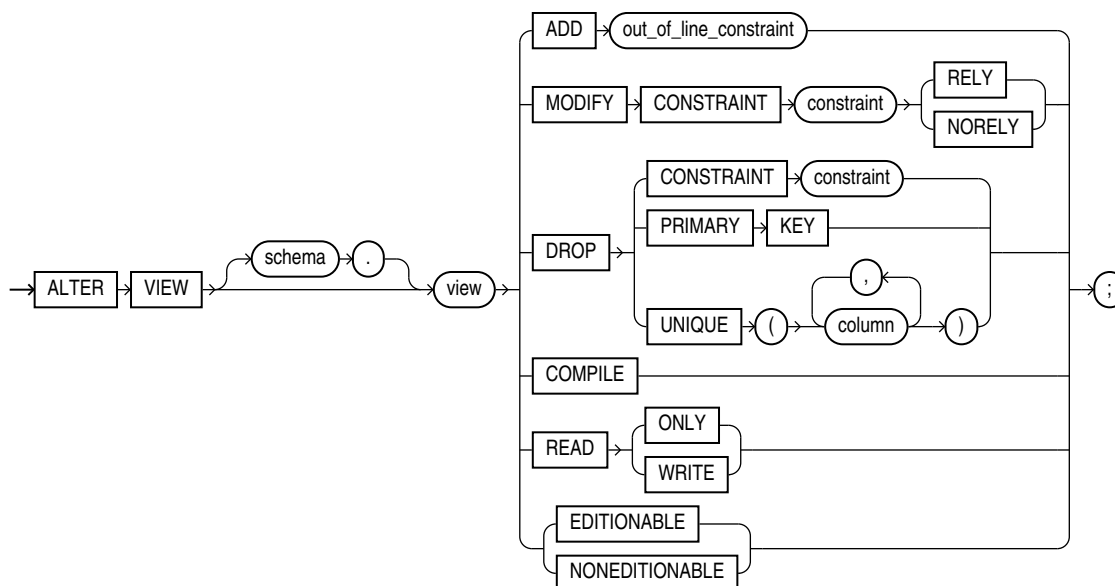 ADD out_of_line_constraint
MODIFY CONSTRAINT constraint RELY
NORELY
DROP CONSTRAINT constraint
PRIMARY KEY
UNIQUE ( column , )
ALTER VIEW schema . view ;
COMPILE
READ ONLY
WRITE
EDITIONABLE
NONEDITIONABLE